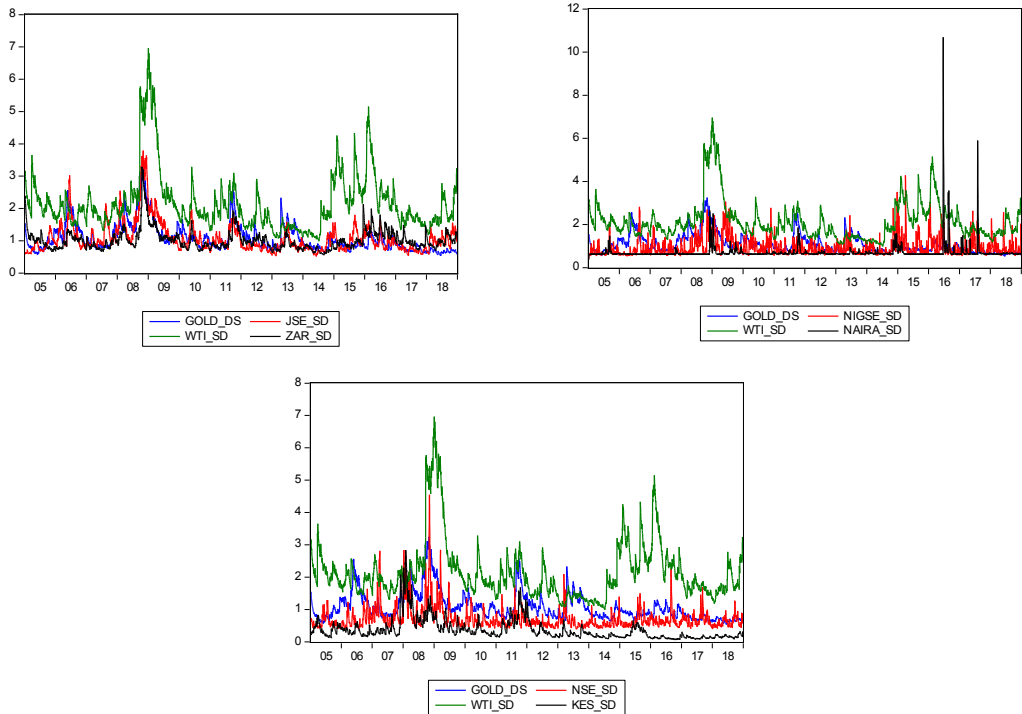 8
7
6
5
4
3
2
1
0
05 06 07 08 09 10 11 12 13 14 15 16 17 18
GOLD_DS JSE_SD
WTI_SD ZAR_SD
12
10
8
6
4
2
0
05 06 07 08 09 10 11 12 13 14 15 16 17 18
GOLD_DS NIGSE_SD
WTI_SD NAIRA_SD
8
7
6
5
4
3
2
1
0
05 06 07 08 09 10 11 12 13 14 15 16 17 18
GOLD_DS NSE_SD
WTI_SD KES_SD